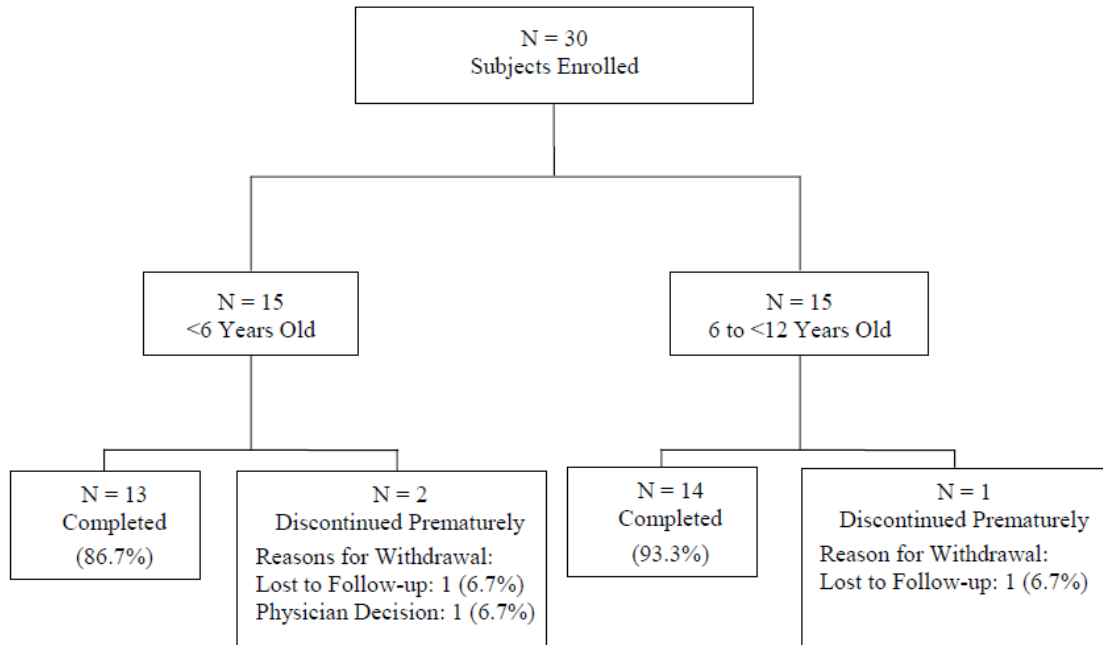 N = 30
Subjects Enrolled
N = 15
<6 Years Old
N = 15
6 to <12 Years Old
N = 13
Completed
(86.7%)
N = 2
Discontinued Prematurely
Reasons for Withdrawal:
Lost to Follow-up: 1 (6.7%)
Physician Decision: 1 (6.7%)
N = 14
Completed
(93.3%)
N = 1
Discontinued Prematurely
Reason for Withdrawal:
Lost to Follow-up: 1 (6.7%)